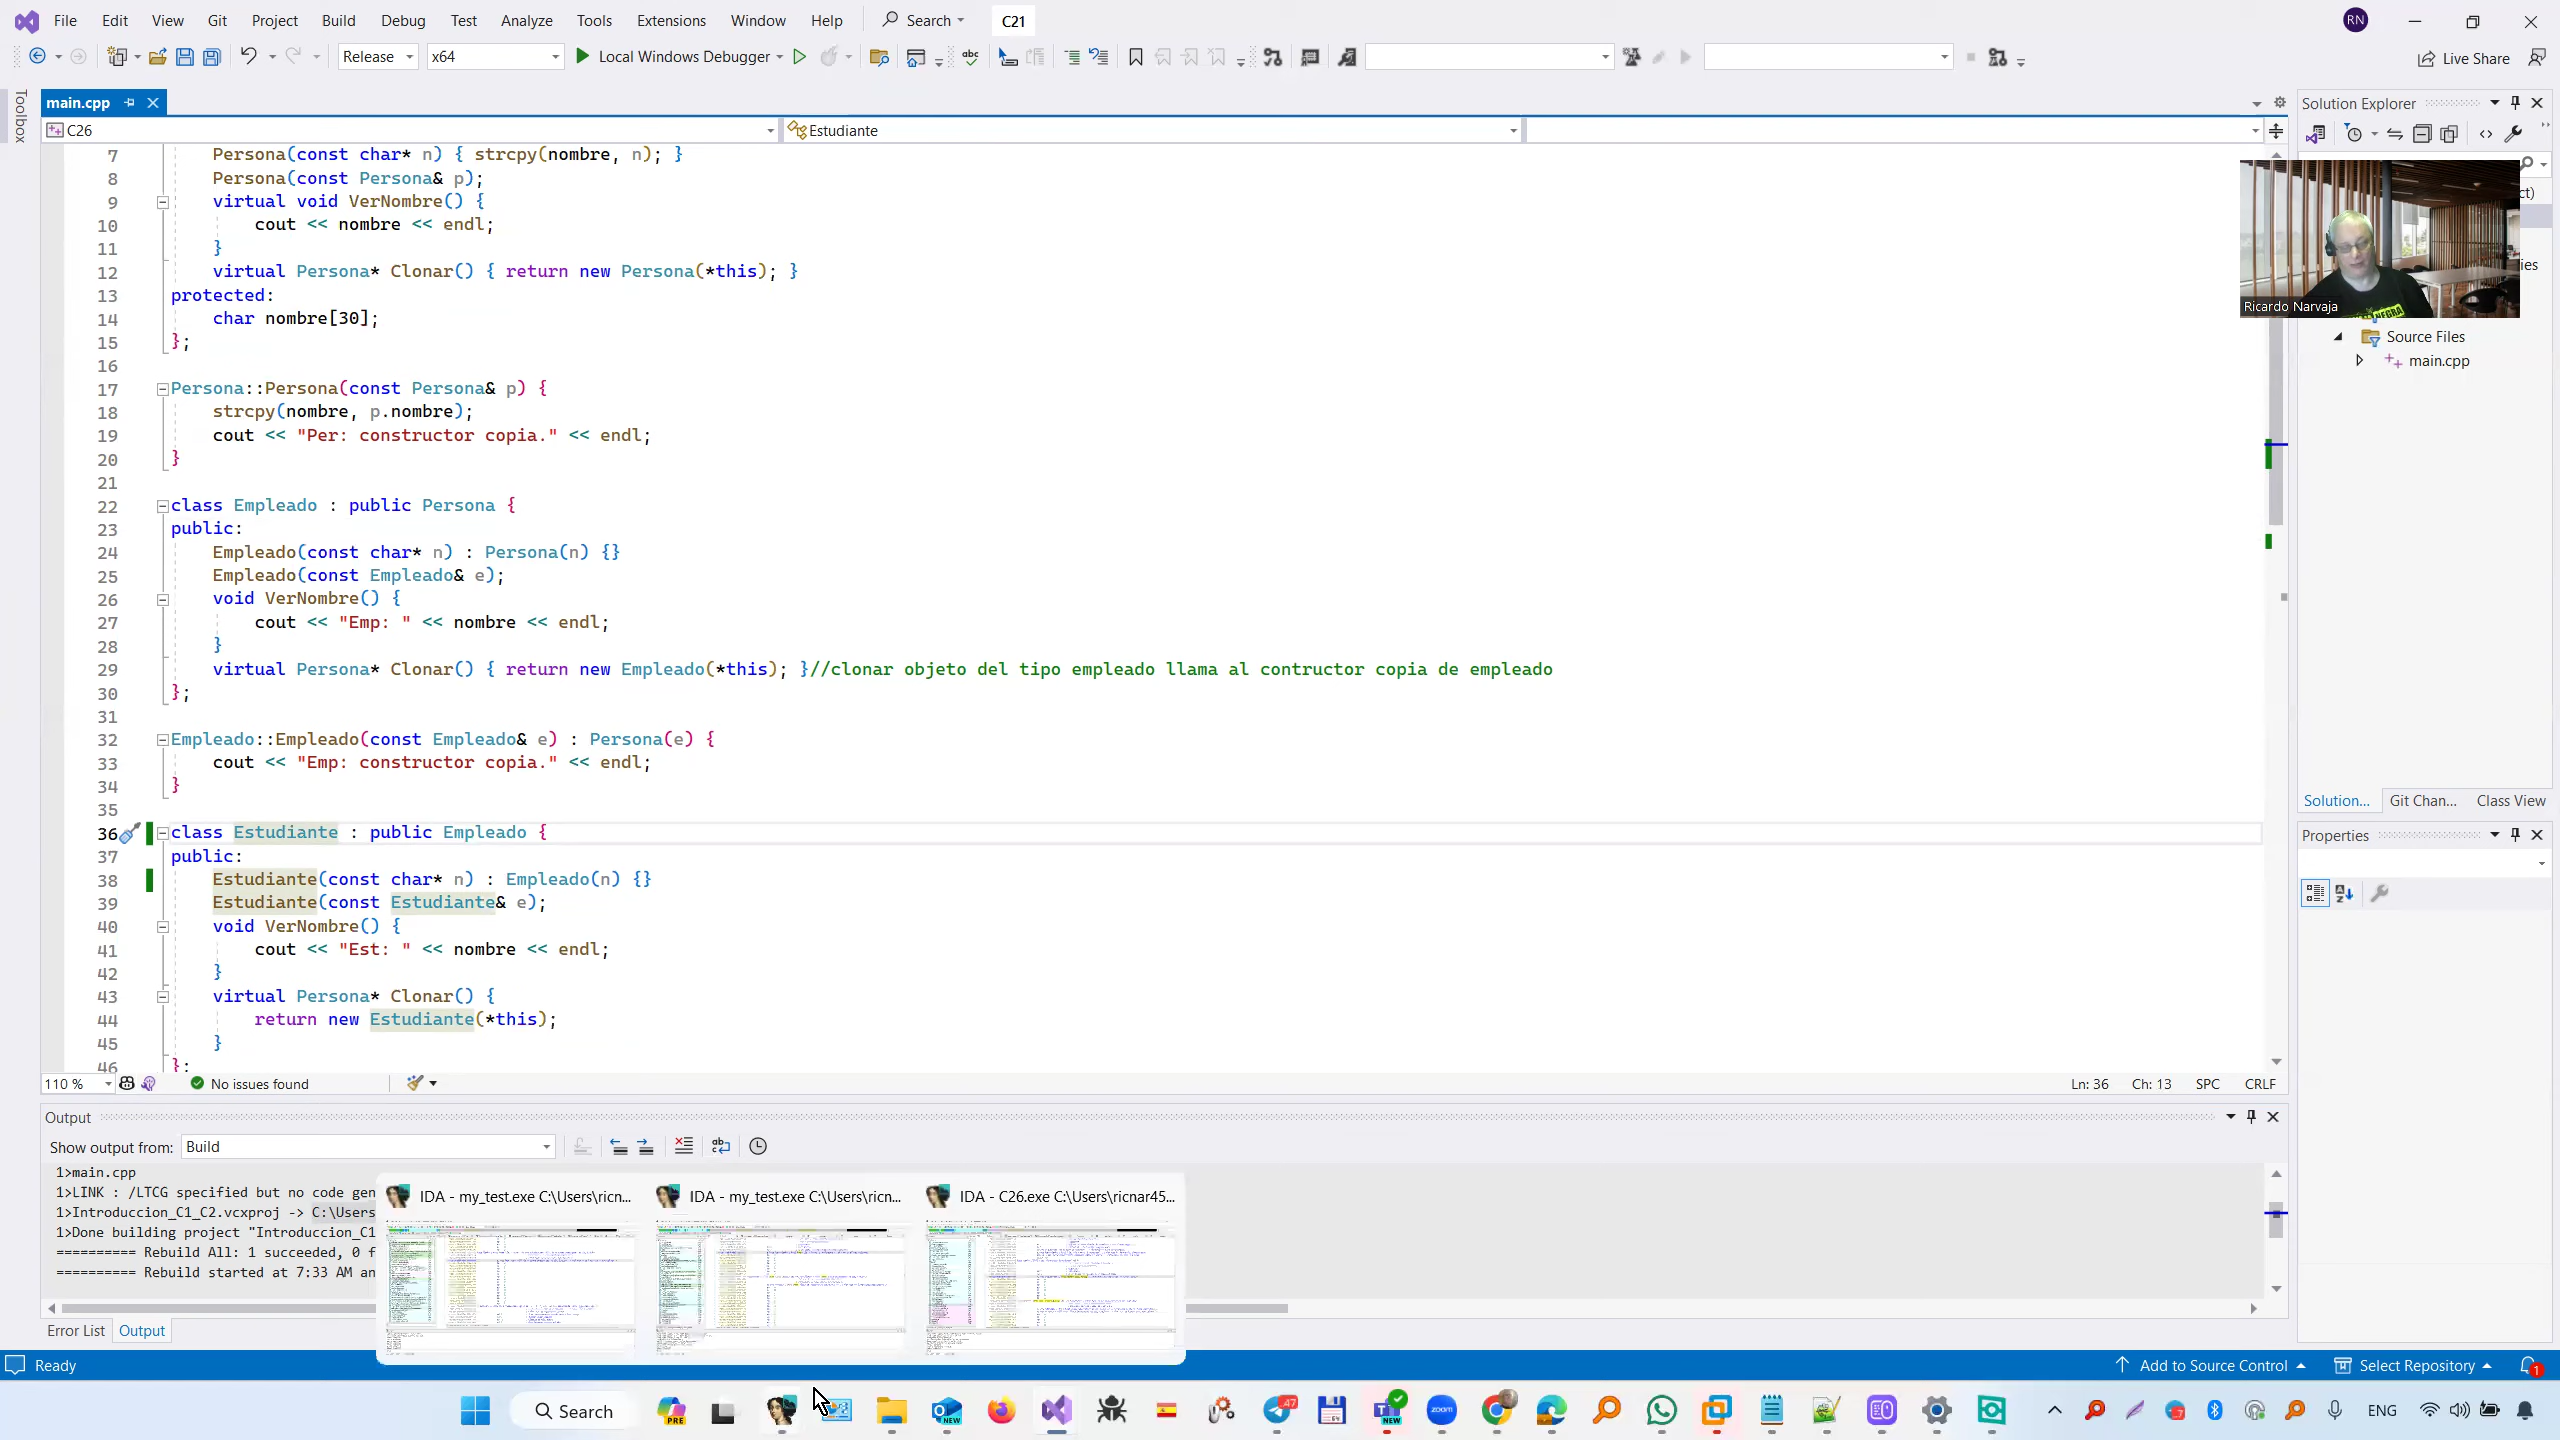 File Edit View Git Project Build Debug Test Analyze Tools Extensions Window Help Search C21 RN
Release x64 Local Windows Debugger Live Share
Toolbox
main.cpp
C26 Estudiante
7 Persona(const char* n) { strcpy(nombre, n); }
8 Persona(const Persona& p);
9 virtual void VerNombre() {
10 cout << nombre << endl;
11 }
12 virtual Persona* Clonar() { return new Persona(*this); }
13 protected:
14 char nombre[30];
15 };
16
17 Persona::Persona(const Persona& p) {
18 strcpy(nombre, p.nombre);
19 cout << "Per: constructor copia." << endl;
20 }
21
22 class Empleado : public Persona {
23 public:
24 Empleado(const char* n) : Persona(n) {}
25 Empleado(const Empleado& e);
26 void VerNombre() {
27 cout << "Emp: " << nombre << endl;
28 }
29 virtual Persona* Clonar() { return new Empleado(*this); }//clonar objeto del tipo empleado llama al contructor copia de empleado
30 };
31
32 Empleado::Empleado(const Empleado& e) : Persona(e) {
33 cout << "Emp: constructor copia." << endl;
34 }
35
36 class Estudiante : public Empleado {
37 public:
38 Estudiante(const char* n) : Empleado(n) {}
39 Estudiante(const Estudiante& e);
40 void VerNombre() {
41 cout << "Est: " << nombre << endl;
42 }
43 virtual Persona* Clonar() {
44 return new Estudiante(*this);
45 }
46 };
110 % No issues found Ln: 36 Ch: 13 SPC CRLF
Output
Show output from: Build
1>main.cpp
1>LINK : /LTCG specified but no code gen
1>Introduccion_C1_C2.vcxproj -> C:\Users
1>Done building project "Introduccion_C1
========== Rebuild All: 1 succeeded, 0 f
========== Rebuild started at 7:33 AM an
IDA - my_test.exe C:\Users\ricn...
IDA - my_test.exe C:\Users\ricn...
IDA - C26.exe C:\Users\ricnar45...
Error List Output
Solution Explorer
ct)
ies
Ricardo Narvaja
Source Files
main.cpp
Solution... Git Chan... Class View
Properties
Ready Add to Source Control Select Repository 1
Search PRE NEW 47 NEW ENG